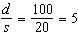 d/s = 100/20 = 5